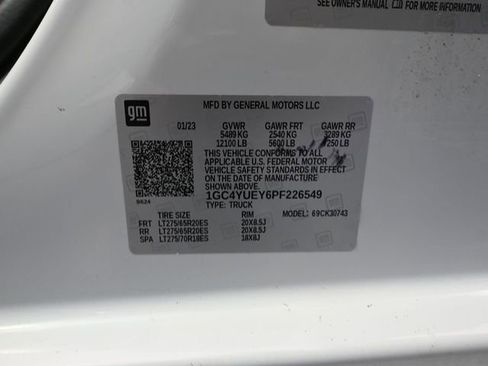 SEE OWNER'S MANUAL FOR MORE INFORMATION
gm
MFD BY GENERAL MOTORS LLC
01/23 GVWR GAWR FRT GAWR RR
5489 KG 2540 KG 3289 KG
12100 LB 5600 LB 7250 LB
THIS VEHICLE CONFORMS TO ALL
APPLICABLE U.S. FEDERAL MOTOR
VEHICLE SAFETY STANDARDS IN EFFECT
ON THE DATE OF MANUFACTURE
SHOWN ABOVE.
1GC4YUEY6PF226549
TYPE: TRUCK
TIRE SIZE RIM MODEL: 69CK30743
FRT LT275/65R20ES 20X8.5J
RR LT275/65R20ES 20X8.5J
SPA LT275/70R18ES 18X8J